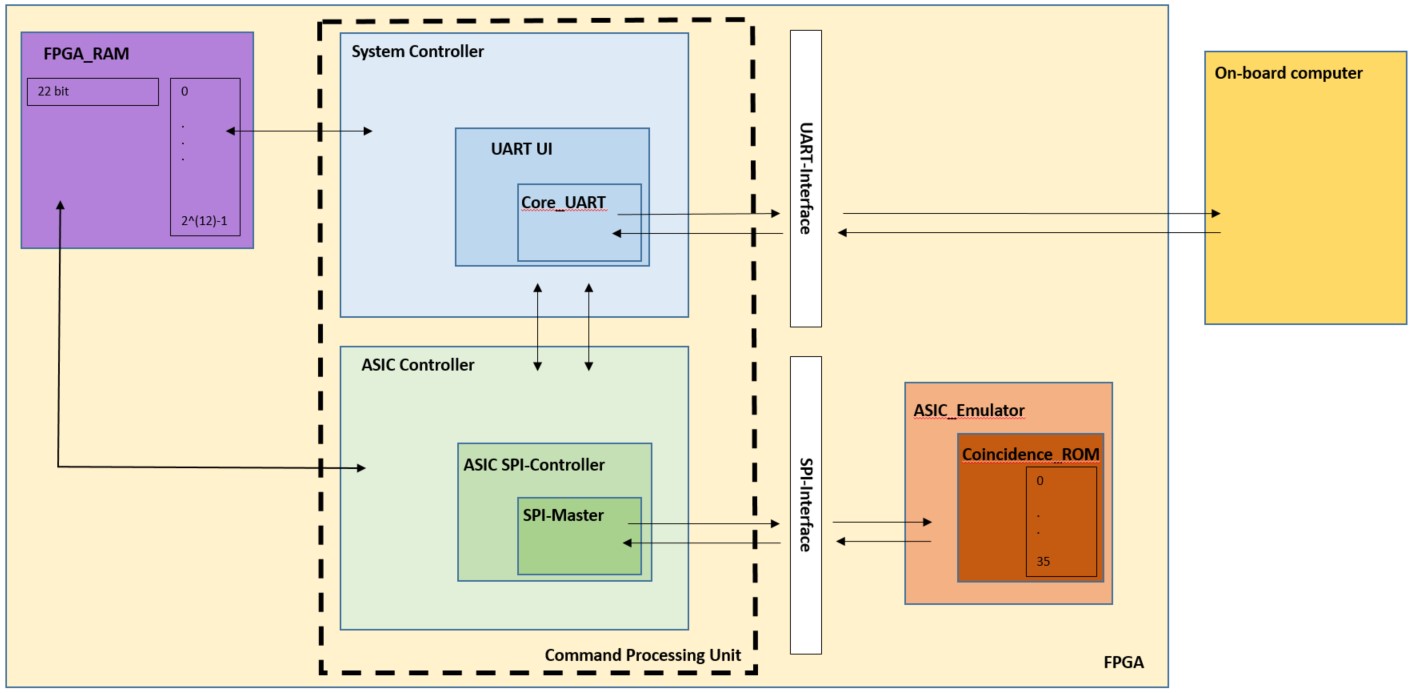 FPGA_RAM
22 bit
0
.
.
.
2^(12)-1
System Controller
UART UI
Core_UART
ASIC Controller
ASIC SPI-Controller
SPI-Master
Command Processing Unit
UART-Interface
SPI-Interface
ASIC_Emulator
Coincidence_ROM
0
.
.
35
FPGA
On-board computer